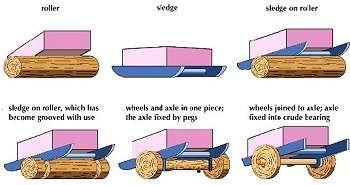 roller
sledge
sledge on roller
sledge on roller, which has
become grooved with use
wheels and axle in one piece;
the axle fixed by pegs
wheels joined to axle; axle
fixed into crude bearing